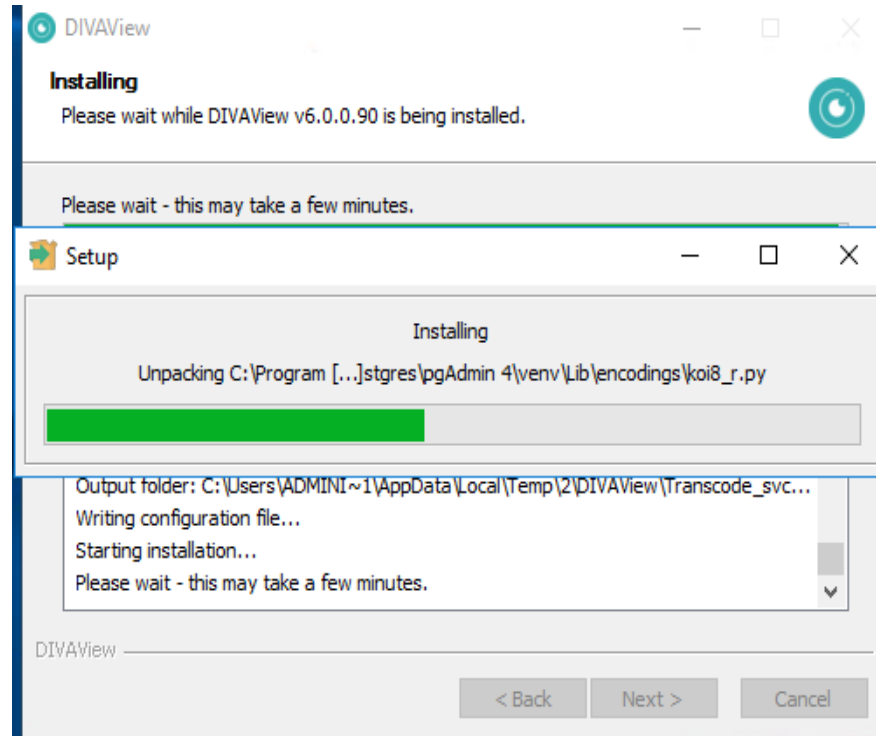 DIVAView
Installing
Please wait while DIVAView v6.0.0.90 is being installed.
Please wait - this may take a few minutes.
Setup
Installing
Unpacking C:\Program [...]stgres\pgAdmin 4\venv\Lib\encodings\koi8_r.py
Output folder: C:\Users\ADMINI~1\AppData\Local\Temp\2\DIVAView\Transcode_svc...
Writing configuration file...
Starting installation...
Please wait - this may take a few minutes.
DIVAView
< Back Next > Cancel